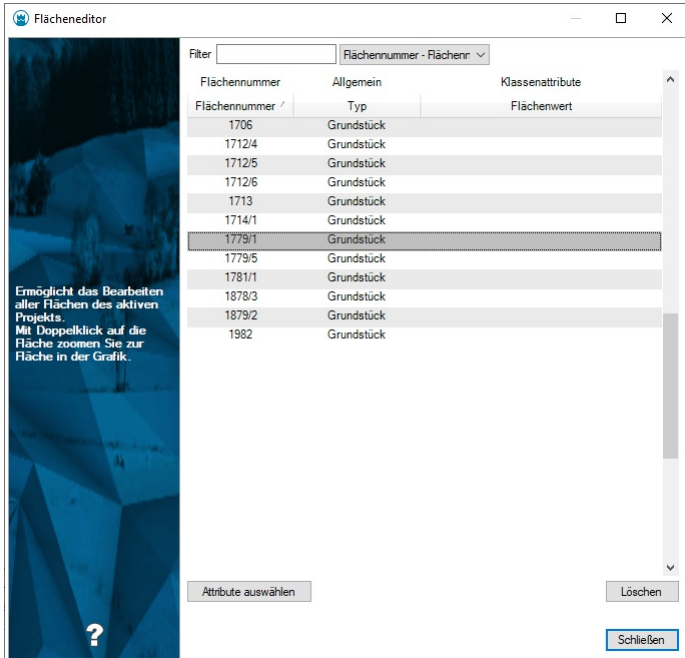 Flächeneditor
Filter
Flächennummer - Flächenr
Flächennummer Allgemein Klassenattribute
Flächennummer Typ Flächenwert
1706 Grundstück
1712/4 Grundstück
1712/5 Grundstück
1712/6 Grundstück
1713 Grundstück
1714/1 Grundstück
1779/1 Grundstück
1779/5 Grundstück
1781/1 Grundstück
1878/3 Grundstück
1879/2 Grundstück
1982 Grundstück
Ermöglicht das Bearbeiten
aller Flächen des aktiven
Projekts.
Mit Doppelklick auf die
Fläche zoomen Sie zur
Fläche in der Grafik.
Attribute auswählen
Löschen
?
Schließen